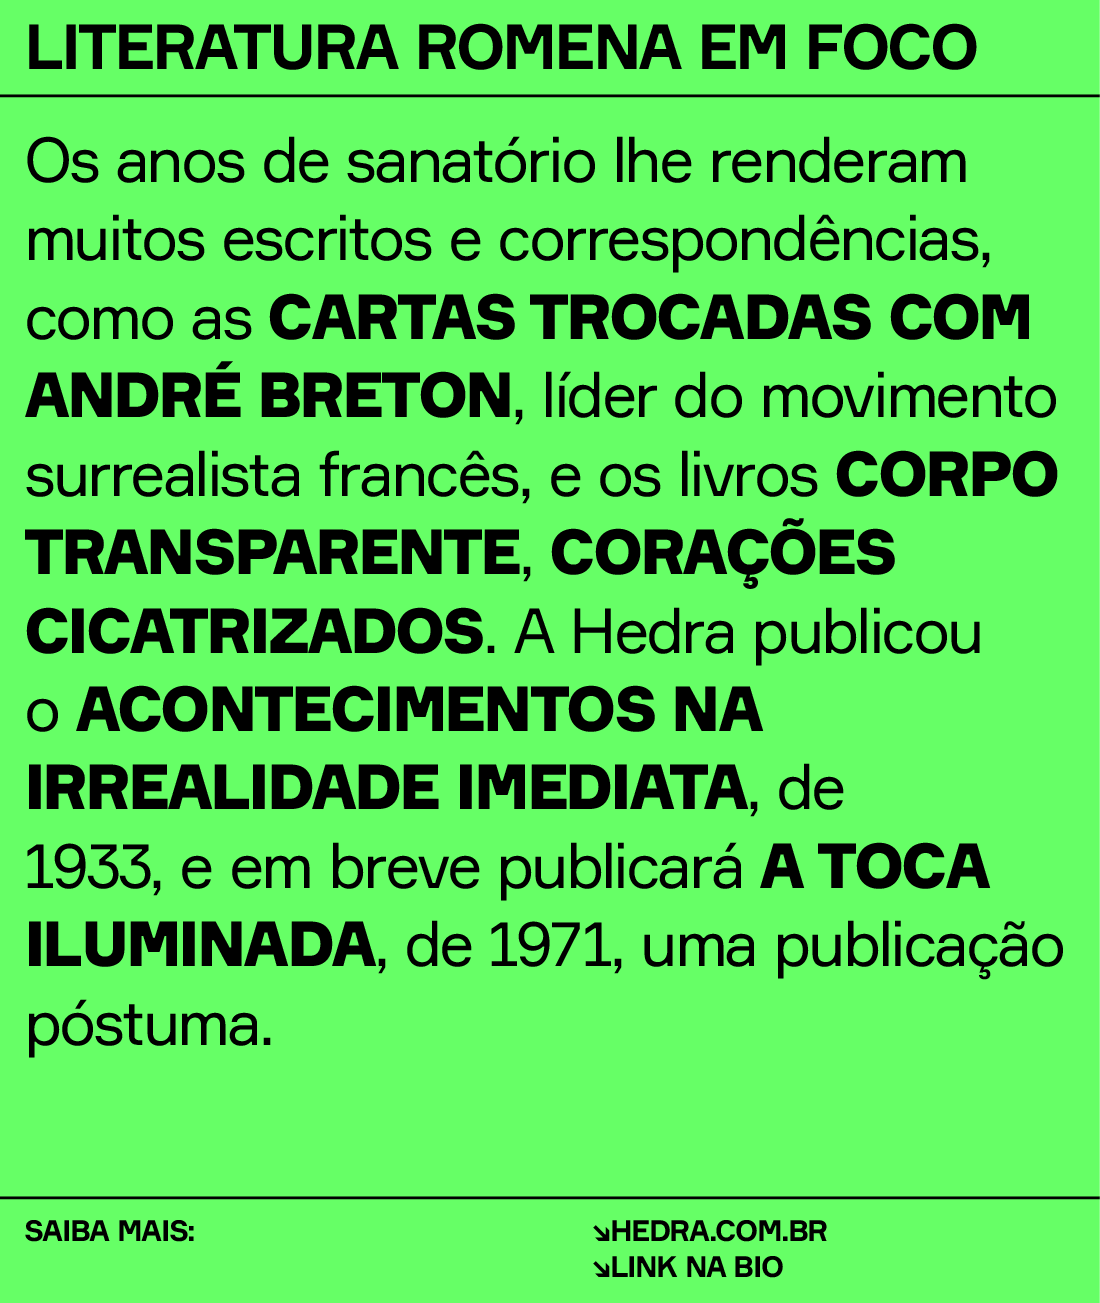 LITERATURA ROMENA EM FOCO
Os anos de sanatório lhe renderam
muitos escritos e correspondências,
como as CARTAS TROCADAS COM
ANDRÉ BRETON, líder do movimento
surrealista francês, e os livros CORPO
TRANSPARENTE, CORAÇÕES
CICATRIZADOS. A Hedra publicou
o ACONTECIMENTOS NA
IRREALIDADE IMEDIATA, de
1933, e em breve publicará A TOCA
ILUMINADA, de 1971, uma publicação
póstuma.
SAIBA MAIS:
↘HEDRA.COM.BR
↘LINK NA BIO